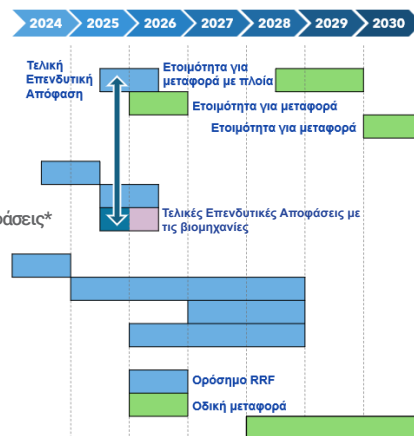 2024 2025 2026 2027 2028 2029 2030
Τελική
Επενδυτική
Απόφαση
Ετοιμότητα για
μεταφορά με πλοία
Ετοιμότητα για μεταφορά
Ετοιμότητα για μεταφορά
φάσεις*
Τελικές Επενδυτικές Αποφάσεις με
τις βιομηχανίες
Ορόσημο RRF
Οδική μεταφορά